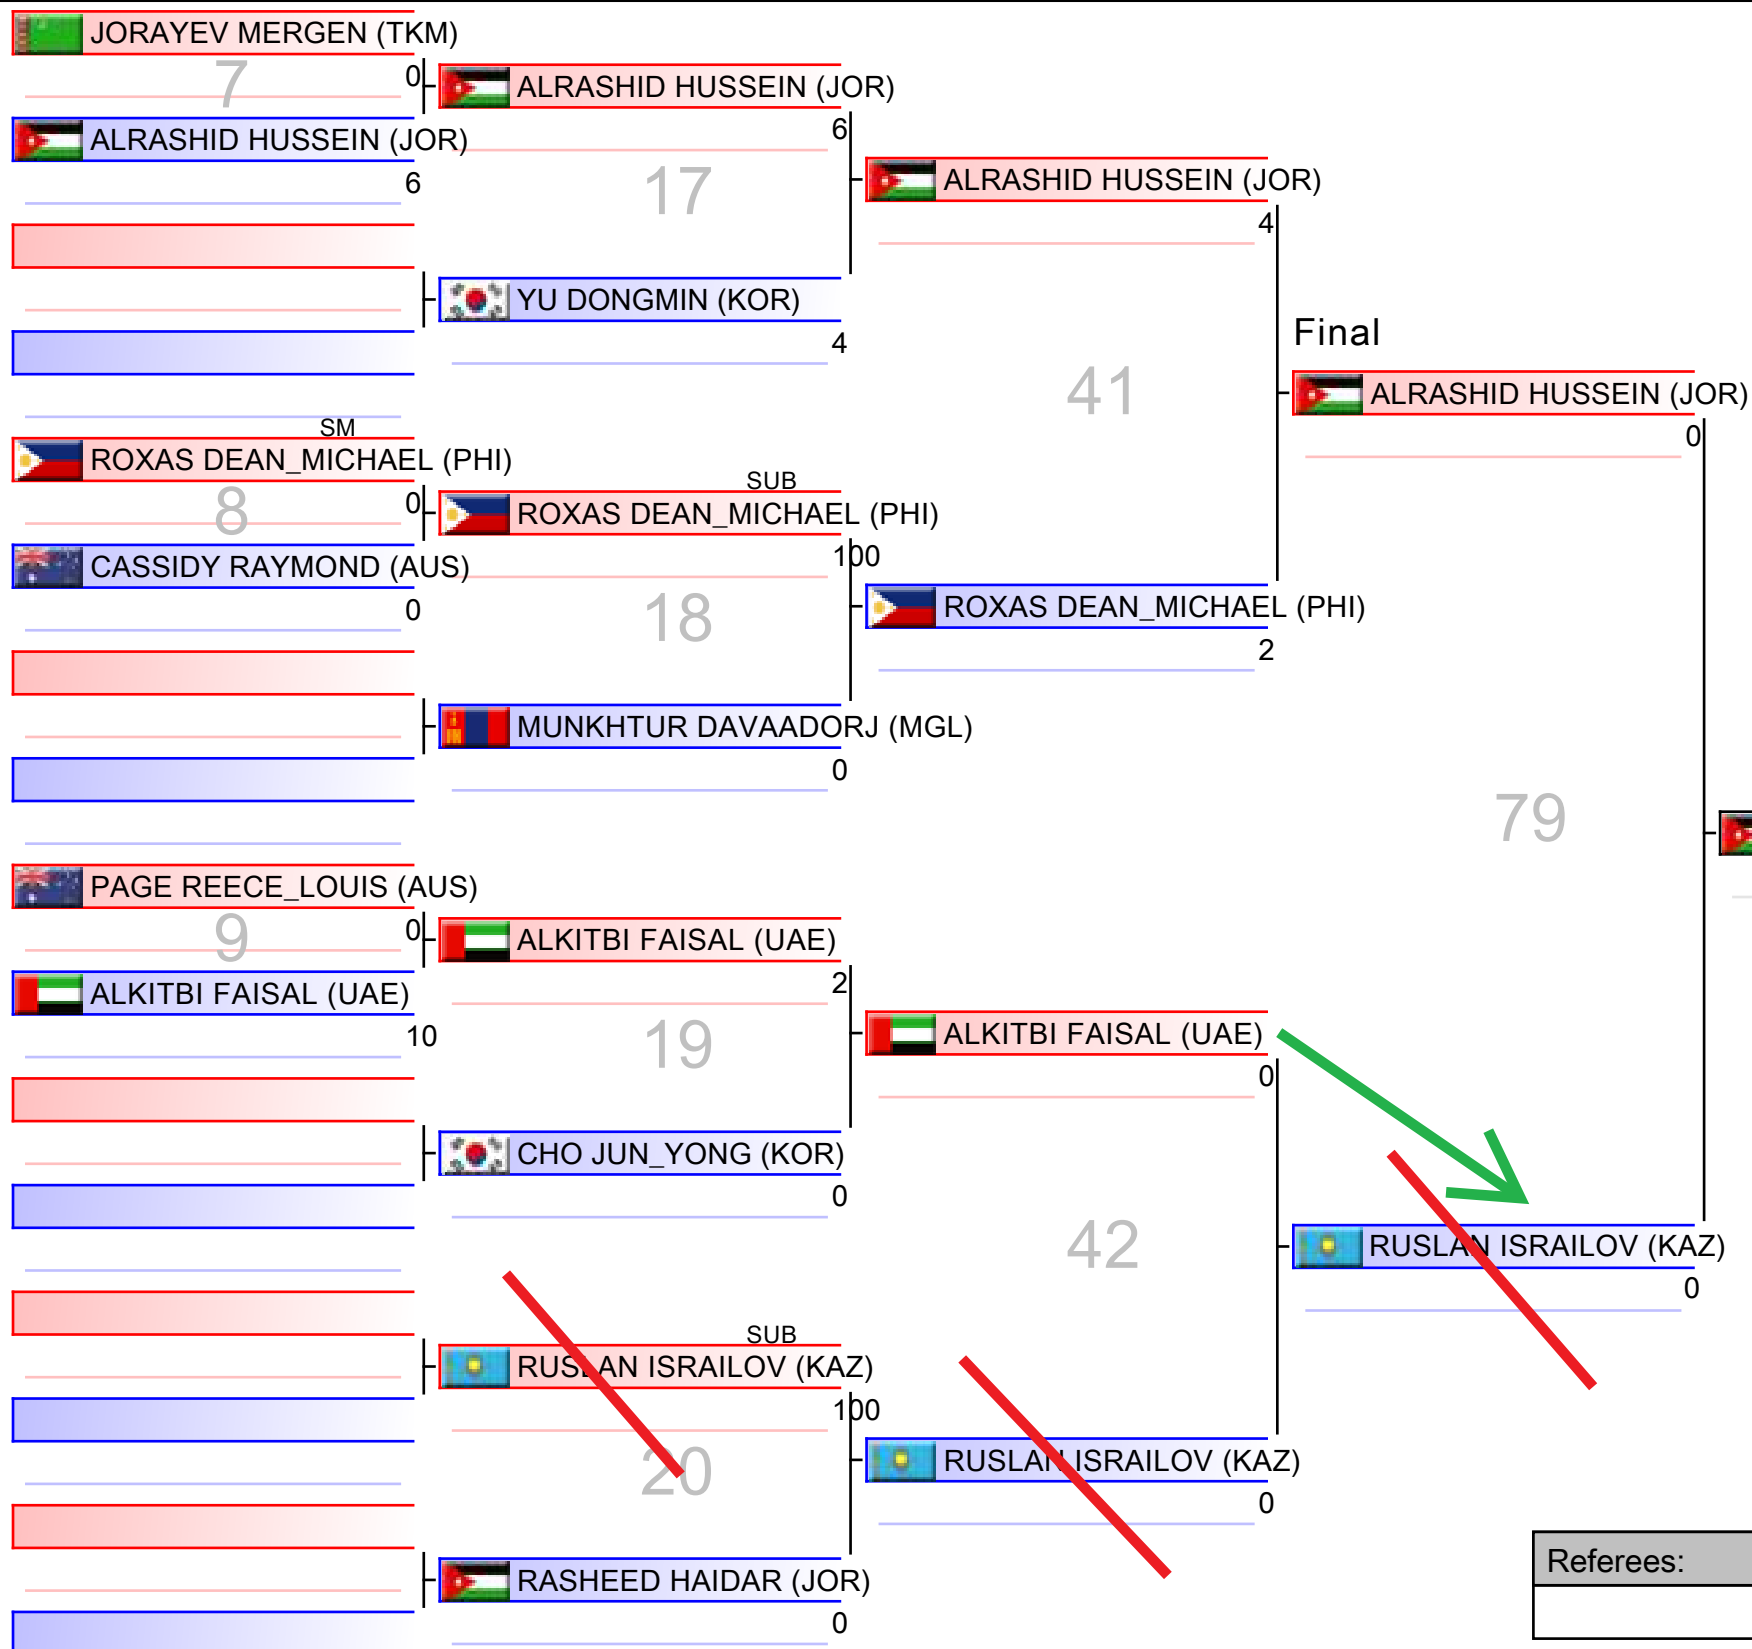 JORAYEV MERGEN (TKM)
7
0
ALRASHID HUSSEIN (JOR)
ALRASHID HUSSEIN (JOR)
6
6
17
ALRASHID HUSSEIN (JOR)
4
YU DONGMIN (KOR)
4
Final
41
ALRASHID HUSSEIN (JOR)
0
SM
ROXAS DEAN_MICHAEL (PHI)
8
0
SUB
ROXAS DEAN_MICHAEL (PHI)
100
CASSIDY RAYMOND (AUS)
0
18
ROXAS DEAN_MICHAEL (PHI)
2
MUNKHTUR DAVAADORJ (MGL)
0
79
PAGE REECE_LOUIS (AUS)
9
0
ALKITBI FAISAL (UAE)
2
ALKITBI FAISAL (UAE)
10
19
ALKITBI FAISAL (UAE)
0
CHO JUN_YONG (KOR)
0
42
RUSLAN ISRAILOV (KAZ)
0
SUB
RUSLAN ISRAILOV (KAZ)
100
20
RUSLAN ISRAILOV (KAZ)
0
RASHEED HAIDAR (JOR)
0
Referees: